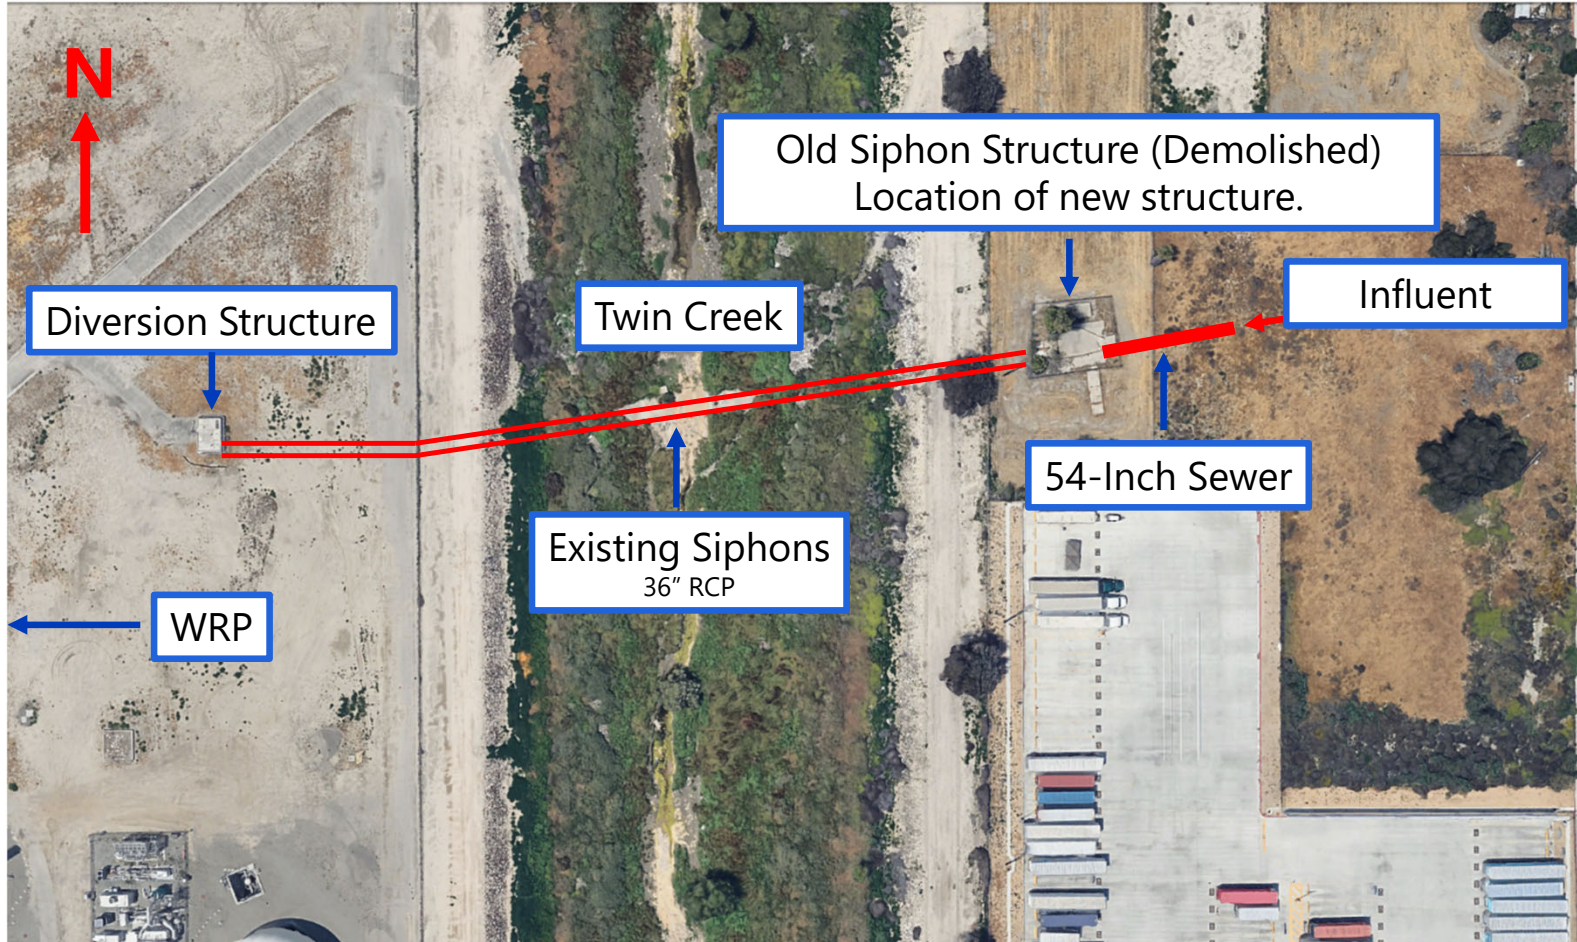 N
Old Siphon Structure (Demolished)
Location of new structure.
Influent
Diversion Structure
Twin Creek
54-Inch Sewer
Existing Siphons
36” RCP
WRP